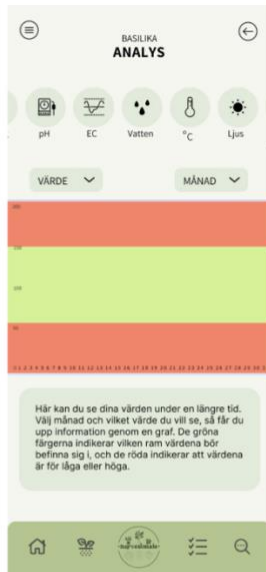 BASILIKA
ANALYS
pH EC Vatten °C Ljus
VÄRDE MÅNAD
50
Här kan du se dina värden under en längre tid.
Välj månad och vilket värde du vill se, så får du
upp information genom en graf. De gröna
färgerna indikerar vilken ram värdena bör
befinna sig i, och de röda indikerar att värdena
är för låga eller höga.